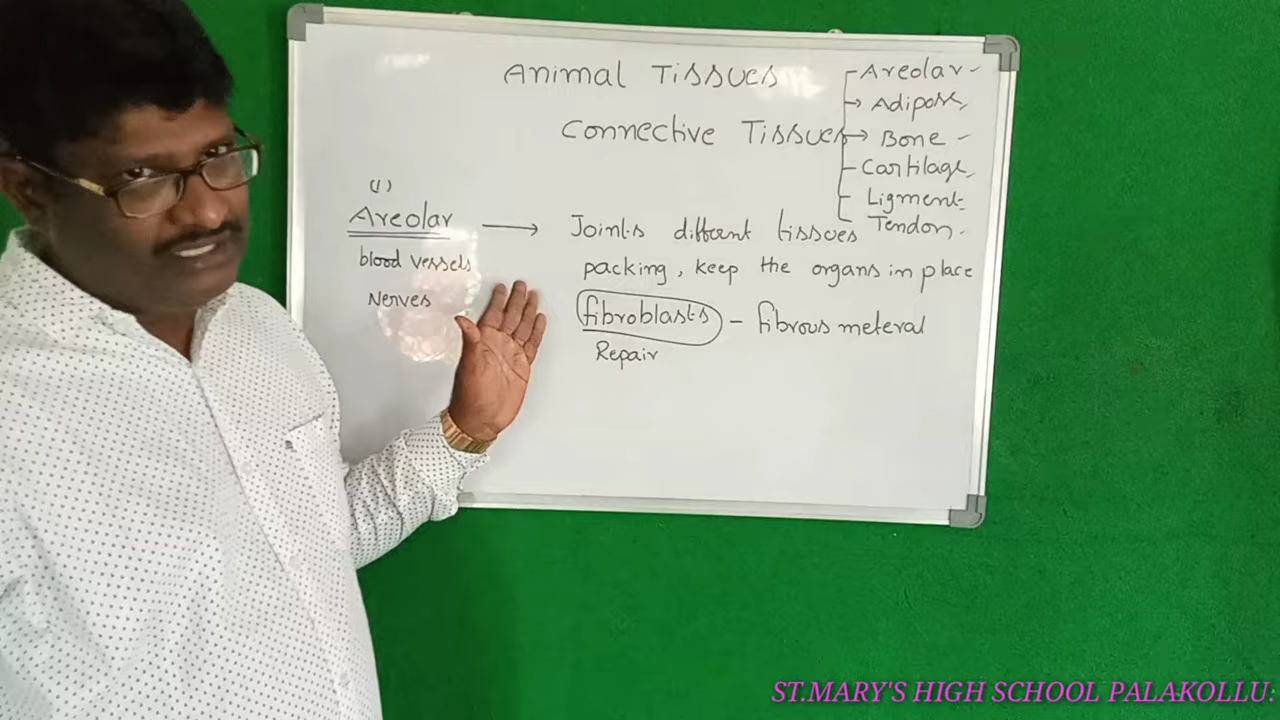 Animal Tissues
Connective Tissues
Areolar
Adipose
Bone
Cartilage
Ligment
Tendon
(1)
Areolar → Joints different tissues
blood vessels
Nerves
packing, keep the organs in place
fibroblasts - fibrous meteral
Repair
ST.MARY'S HIGH SCHOOL PALAKOLLU: